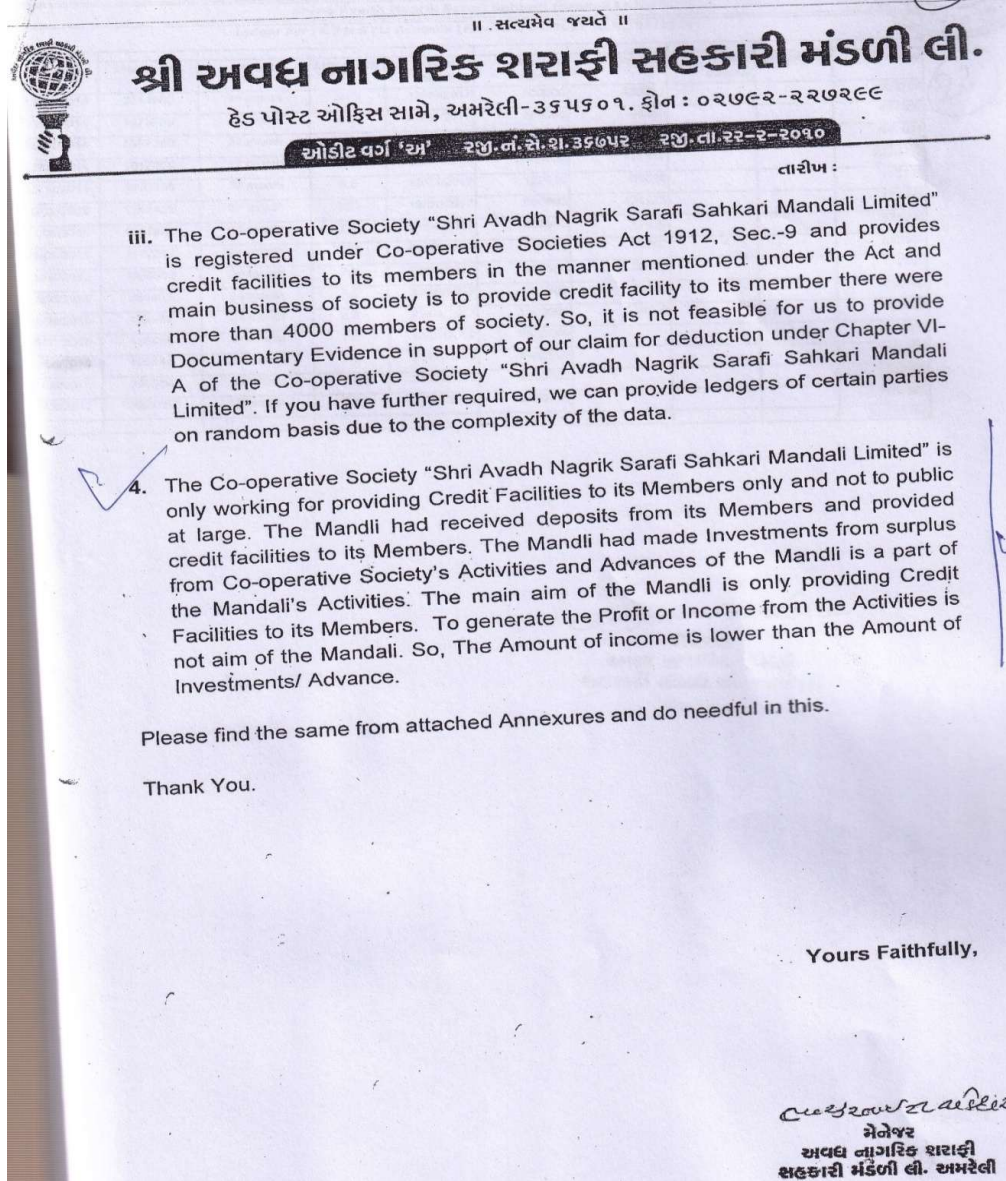 ॥ સત્યમેવ જયતે ॥
શ્રી અવધ નાગરિક શરાફી સહકારી મંડળી લી.
હેડ પોસ્ટ ઓફિસ સામે, અમરેલી-૩૬૫૬૦૧. ફોન : ૦૨૭૯૨-૨૨૭૨૯૯
ઓડીટ વર્ગ ‘અ’ રજી.નં.સે.શ.૩૬૭૫૨ રજી.તા.૨૨-૨-૨૦૧૦
તારીખ :
iii. The Co-operative Society “Shri Avadh Nagrik Sarafi Sahkari Mandali Limited”
is registered under Co-operative Societies Act 1912, Sec.-9 and provides
credit facilities to its members in the manner mentioned under the Act and
main business of society is to provide credit facility to its member there were
more than 4000 members of society. So, it is not feasible for us to provide
Documentary Evidence in support of our claim for deduction under Chapter VI-
A of the Co-operative Society “Shri Avadh Nagrik Sarafi Sahkari Mandali
Limited”. If you have further required, we can provide ledgers of certain parties
on random basis due to the complexity of the data.
4. The Co-operative Society “Shri Avadh Nagrik Sarafi Sahkari Mandali Limited” is
only working for providing Credit Facilities to its Members only and not to public
at large. The Mandli had received deposits from its Members and provided
credit facilities to its Members. The Mandli had made Investments from surplus
from Co-operative Society’s Activities and Advances of the Mandli is a part of
the Mandali’s Activities. The main aim of the Mandli is only providing Credit
Facilities to its Members. To generate the Profit or Income from the Activities is
not aim of the Mandali. So, The Amount of income is lower than the Amount of
Investments/ Advance.
Please find the same from attached Annexures and do needful in this.
Thank You.
Yours Faithfully,
મેનેજર
અવધ નાગરિક શરાફી
સહકારી મંડળી લી. અમરેલી